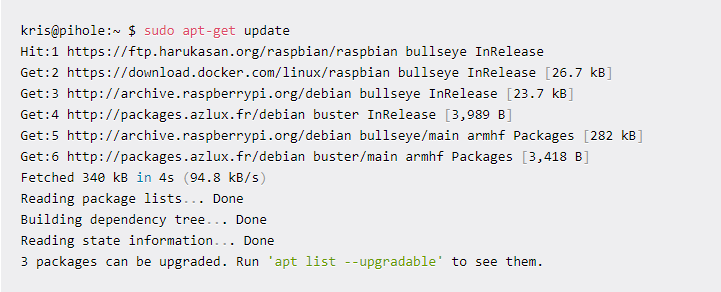 kris@pihole:~ $ sudo apt-get update
Hit:1 https://ftp.harukasan.org/raspbian/raspbian bullseye InRelease
Get:2 https://download.docker.com/linux/raspbian bullseye InRelease [26.7 kB]
Get:3 http://archive.raspberrypi.org/debian bullseye InRelease [23.7 kB]
Get:4 http://packages.azlux.fr/debian buster InRelease [3,989 B]
Get:5 http://archive.raspberrypi.org/debian bullseye/main armhf Packages [282 kB]
Get:6 http://packages.azlux.fr/debian buster/main armhf Packages [3,418 B]
Fetched 340 kB in 4s (94.8 kB/s)
Reading package lists... Done
Building dependency tree... Done
Reading state information... Done
3 packages can be upgraded. Run 'apt list --upgradable' to see them.